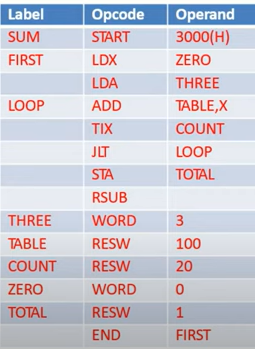 Label Opcode Operand
SUM START 3000(H)
FIRST LDX ZERO
LDA THREE
LOOP ADD TABLE,X
TIX COUNT
JLT LOOP
STA TOTAL
RSUB
THREE WORD 3
TABLE RESW 100
COUNT RESW 20
ZERO WORD 0
TOTAL RESW 1
END FIRST